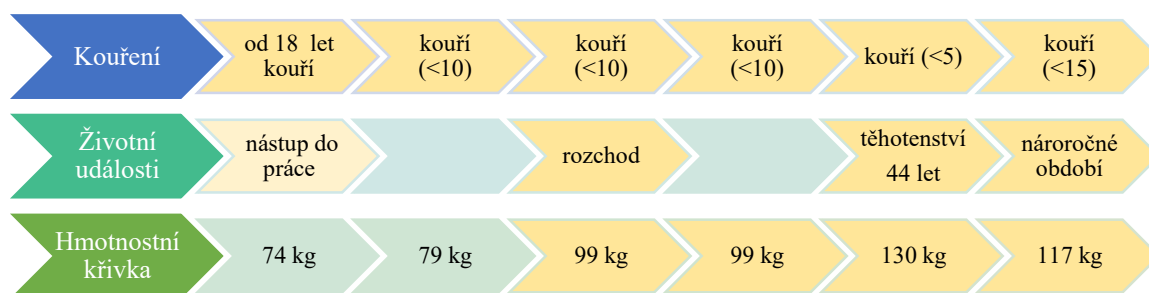 Kouření
od 18 let
kouří
kouří
(<10)
kouří
(<10)
kouří
(<10)
kouří (<5)
kouří
(<15)
Životní
události
nástup do
práce
rozchod
těhotenství
44 let
nárročné
období
Hmotnostní
křivka
74 kg
79 kg
99 kg
99 kg
130 kg
117 kg